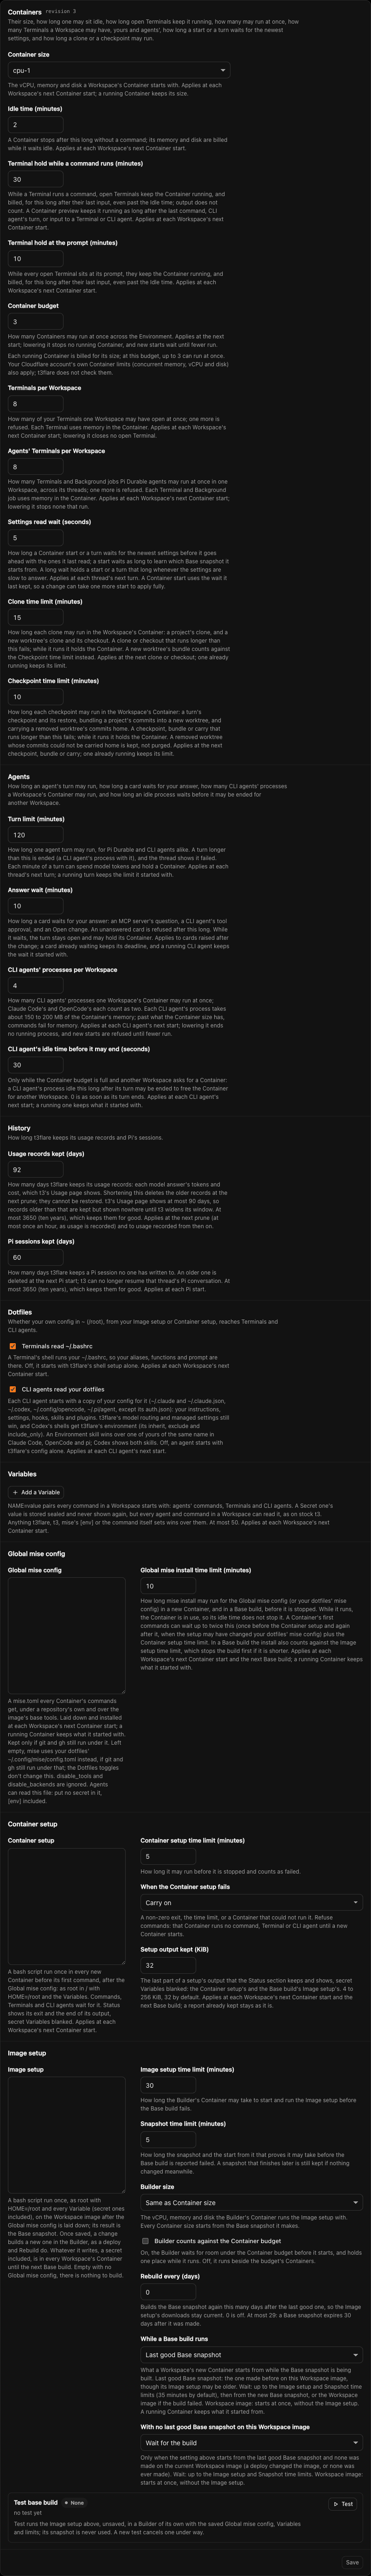 Containers revision 3
Their size, how long one may sit idle, how long open Terminals keep it running, how many may run at once, how
many Terminals a Workspace may have, yours and agents', how long a start or a turn waits for the newest
settings, and how long a clone or a checkpoint may run.
Container size
cpu-1
The vCPU, memory and disk a Workspace's Container starts with. Applies at each
Workspace's next Container start; a running Container keeps its size.
Idle time (minutes)
2
A Container stops after this long without a command; its memory and disk are billed
while it waits idle. Applies at each Workspace's next Container start.
Terminal hold while a command runs (minutes)
30
While a Terminal runs a command, open Terminals keep the Container running, and
billed, for this long after their last input, even past the Idle time; output does not
count. A Container preview keeps it running as long after the last command, CLI
agent's turn, or input to a Terminal or CLI agent. Applies at each Workspace's next
Container start.
Terminal hold at the prompt (minutes)
10
While every open Terminal sits at its prompt, they keep the Container running, and
billed, for this long after their last input, even past the Idle time. Applies at each
Workspace's next Container start.
Container budget
3
How many Containers may run at once across the Environment. Applies at the next
start; lowering it stops no running Container, and new starts wait until fewer run.
Each running Container is billed for its size; at this budget, up to 3 can run at once.
Your Cloudflare account's own Container limits (concurrent memory, vCPU and disk)
also apply; t3flare does not check them.
Terminals per Workspace
8
How many of your Terminals one Workspace may have open at once; one more is
refused. Each Terminal uses memory in the Container. Applies at each Workspace's
next Container start; lowering it closes no open Terminal.
Agents' Terminals per Workspace
8
How many Terminals and Background jobs Pi Durable agents may run at once in one
Workspace, across its threads; one more is refused. Each Terminal and Background
job uses memory in the Container. Applies at each Workspace's next Container start;
lowering it stops none that run.
Settings read wait (seconds)
5
How long a Container start or a turn waits for the newest settings before it goes
ahead with the ones it last read; a start waits as long to learn which Base snapshot it
starts from. A long wait holds a start or a turn that long whenever the settings are
slow to answer. Applies at each thread's next turn. A Container start uses the wait it
last kept, so a change can take one more start to apply fully.
Clone time limit (minutes)
15
How long each clone may run in the Workspace's Container: a project's clone, and a
new worktree's clone and its checkout. A clone or checkout that runs longer than
this fails; while it runs it holds the Container. A new worktree's bundle counts against
the Checkpoint time limit instead. Applies at the next clone or checkout; one already
running keeps its limit.
Checkpoint time limit (minutes)
10
How long each checkpoint may run in the Workspace's Container: a turn's
checkpoint and its restore, bundling a project's commits into a new worktree, and
carrying a removed worktree's commits home. A checkpoint, bundle or carry that
runs longer than this fails; while it runs it holds the Container. A removed worktree
whose commits could not be carried home is kept, not purged. Applies at the next
checkpoint, bundle or carry; one already running keeps its limit.
Agents
How long an agent's turn may run, how long a card waits for your answer, how many CLI agents' processes
a Workspace's Container may run, and how long an idle process waits before it may be ended for
another Workspace.
Turn limit (minutes)
120
How long one agent turn may run, for Pi Durable and CLI agents alike. A turn longer
than this is ended (a CLI agent's process with it), and the thread shows it failed.
Each minute of a turn can spend model tokens and hold a Container. Applies at each
thread's next turn; a running turn keeps the limit it started with.
Answer wait (minutes)
10
How long a card waits for your answer: an MCP server's question, a CLI agent's tool
approval, and an Open change. An unanswered card is refused after this long. While
it waits, the turn stays open and may hold its Container. Applies to cards raised after
the change; a card already waiting keeps its deadline, and a running CLI agent keeps
the wait it started with.
CLI agents' processes per Workspace
4
How many CLI agents' processes one Workspace's Container may run at once;
Claude Code's and OpenCode's each count as two. Each CLI agent's process takes
about 150 to 200 MB of the Container's memory; past what the Container size has,
commands fail for memory. Applies at each CLI agent's next start; lowering it ends
no running process, and new starts are refused until fewer run.
CLI agent's idle time before it may end (seconds)
30
Only while the Container budget is full and another Workspace asks for a Container:
a CLI agent's process idle this long after its turn may be ended to free the Container
for another Workspace. 0 is as soon as its turn ends. Applies at each CLI agent's
next start; a running one keeps what it started with.
History
How long t3flare keeps its usage records and Pi's sessions.
Usage records kept (days)
92
How many days t3flare keeps its usage records: each model answer's tokens and
cost, which t3's Usage page shows. Shortening this deletes the older records at the
next prune; they cannot be restored. t3's Usage page shows at most 90 days, so
records older than that are kept but shown nowhere until t3 widens its window. At
most 3650 (ten years), which keeps them for good. Applies at the next prune (at
most once an hour, as usage is recorded) and to usage recorded from then on.
Pi sessions kept (days)
60
How many days t3flare keeps a Pi session no one has written to. An older one is
deleted at the next Pi start; t3 can no longer resume that thread's Pi conversation. At
most 3650 (ten years), which keeps them for good. Applies at each Pi start.
Dotfiles
Whether your own config in ~ (/root), from your Image setup or Container setup, reaches Terminals and
CLI agents.
Terminals read ~/.bashrc
A Terminal's shell runs your ~/.bashrc, so your aliases, functions and prompt are
there. Off, it starts with t3flare's shell setup alone. Applies at each Workspace's next
Container start.
CLI agents read your dotfiles
Each CLI agent starts with a copy of your config for it (~/.claude and ~/.claude.json,
~/.codex, ~/.config/opencode, ~/.pi/agent, except its auth.json): your instructions,
settings, hooks, skills and plugins. t3flare's model routing and managed settings still
win, and Codex's shells get t3flare's environment (its inherit, exclude and
include_only). An Environment skill wins over one of yours of the same name in
Claude Code, OpenCode and pi; Codex shows both skills. Off, an agent starts with
t3flare's config alone. Applies at each CLI agent's next start.
Variables
+ Add a Variable
NAME=value pairs every command in a Workspace starts with: agents' commands, Terminals and CLI agents. A Secret one's
value is stored sealed and never shown again, but every agent and command in a Workspace can read it, as on stock t3.
Anything t3flare, t3, mise's [env] or the command itself sets wins over them. At most 50. Applies at each Workspace's next
Container start.
Global mise config
Global mise config
A mise.toml every Container's commands
get, under a repository's own and over the
image's base tools. Laid down and installed
at each Workspace's next Container start; a
running Container keeps what it started with.
Kept only if git and gh still run under it. Left
empty, mise uses your dotfiles'
~/.config/mise/config.toml instead, if git and
gh still run under that; the Dotfiles toggles
don't change this. disable_tools and
disable_backends are ignored. Agents
can read this file: put no secret in it,
[env] included.
Global mise install time limit (minutes)
10
How long mise install may run for the Global mise config (or your dotfiles' mise
config) in a new Container, and in a Base build, before it is stopped. While it runs,
the Container is in use, so its idle time does not stop it. A Container's first
commands can wait up to twice this (once before the Container setup and again
after it, when the setup may have changed your dotfiles' mise config) plus the
Container setup time limit. In a Base build the install also counts against the Image
setup time limit, which stops the build first if it is shorter. Applies at each
Workspace's next Container start and the next Base build; a running Container keeps
what it started with.
Container setup
Container setup
A bash script run once in every new
Container before its first command, after the
Global mise config: as root in / with
HOME=/root and the Variables. Commands,
Terminals and CLI agents wait for it. Status
shows its exit and the end of its output,
secret Variables blanked. Applies at each
Workspace's next Container start.
Container setup time limit (minutes)
5
How long it may run before it is stopped and counts as failed.
When the Container setup fails
Carry on
A non-zero exit, the time limit, or a Container that could not run it. Refuse
commands: that Container runs no command, Terminal or CLI agent until a new
Container starts.
Setup output kept (KiB)
32
The last part of a setup's output that the Status section keeps and shows, secret
Variables blanked: the Container setup's and the Base build's Image setup's. 4 to
256 KiB, 32 by default. Applies at each Workspace's next Container start and the
next Base build; a report already kept stays as it is.
Image setup
Image setup
A bash script run once, as root with
HOME=/root and every Variable (secret ones
included), on the Workspace image after the
Global mise config is laid down; its result is
the Base snapshot. Once saved, a change
builds a new one in the Builder, as a deploy
and Rebuild do. Whatever it writes, a secret
included, is in every Workspace's Container
until the next Base build. Empty with no
Global mise config, there is nothing to build.
Image setup time limit (minutes)
30
How long the Builder's Container may take to start and run the Image setup before
the Base build fails.
Snapshot time limit (minutes)
5
How long the snapshot and the start from it that proves it may take before the
Base build is reported failed. A snapshot that finishes later is still kept if nothing
changed meanwhile.
Builder size
Same as Container size
The vCPU, memory and disk the Builder's Container runs the Image setup with.
Every Container size starts from the Base snapshot it makes.
Builder counts against the Container budget
On, the Builder waits for room under the Container budget before it starts, and holds
one place while it runs. Off, it runs beside the budget's Containers.
Rebuild every (days)
0
Builds the Base snapshot again this many days after the last good one, so the Image
setup's downloads stay current. 0 is off. At most 29: a Base snapshot expires 30
days after it was made.
While a Base build runs
Last good Base snapshot
What a Workspace's new Container starts from while the Base snapshot is being
built. Last good Base snapshot: the one made before on this Workspace image,
though its Image setup may be older. Wait: up to the Image setup and Snapshot time
limits (35 minutes by default), then from the new Base snapshot, or the Workspace
image if the build failed. Workspace image: starts at once, without the Image setup.
A running Container keeps what it started from.
With no last good Base snapshot on this Workspace image
Wait for the build
Only when the setting above starts from the last good Base snapshot and none was
made on the current Workspace image (a deploy changed the image, or none was
ever made). Wait: up to the Image setup and Snapshot time limits. Workspace image:
starts at once, without the Image setup.
Test base build None
no test yet
Test runs the Image setup above, unsaved, in a Builder of its own with the saved Global mise config, Variables
and limits; its snapshot is never used. A new test cancels one under way.
Test
Save